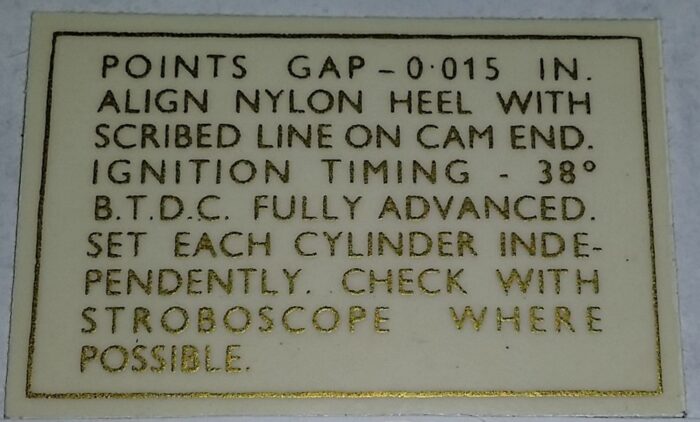 POINTS GAP - 0·015 IN.
ALIGN NYLON HEEL WITH
SCRIBED LINE ON CAM END.
IGNITION TIMING - 38°
B.T.D.C. FULLY ADVANCED.
SET EACH CYLINDER INDE-
PENDENTLY. CHECK WITH
STROBOSCOPE WHERE
POSSIBLE.